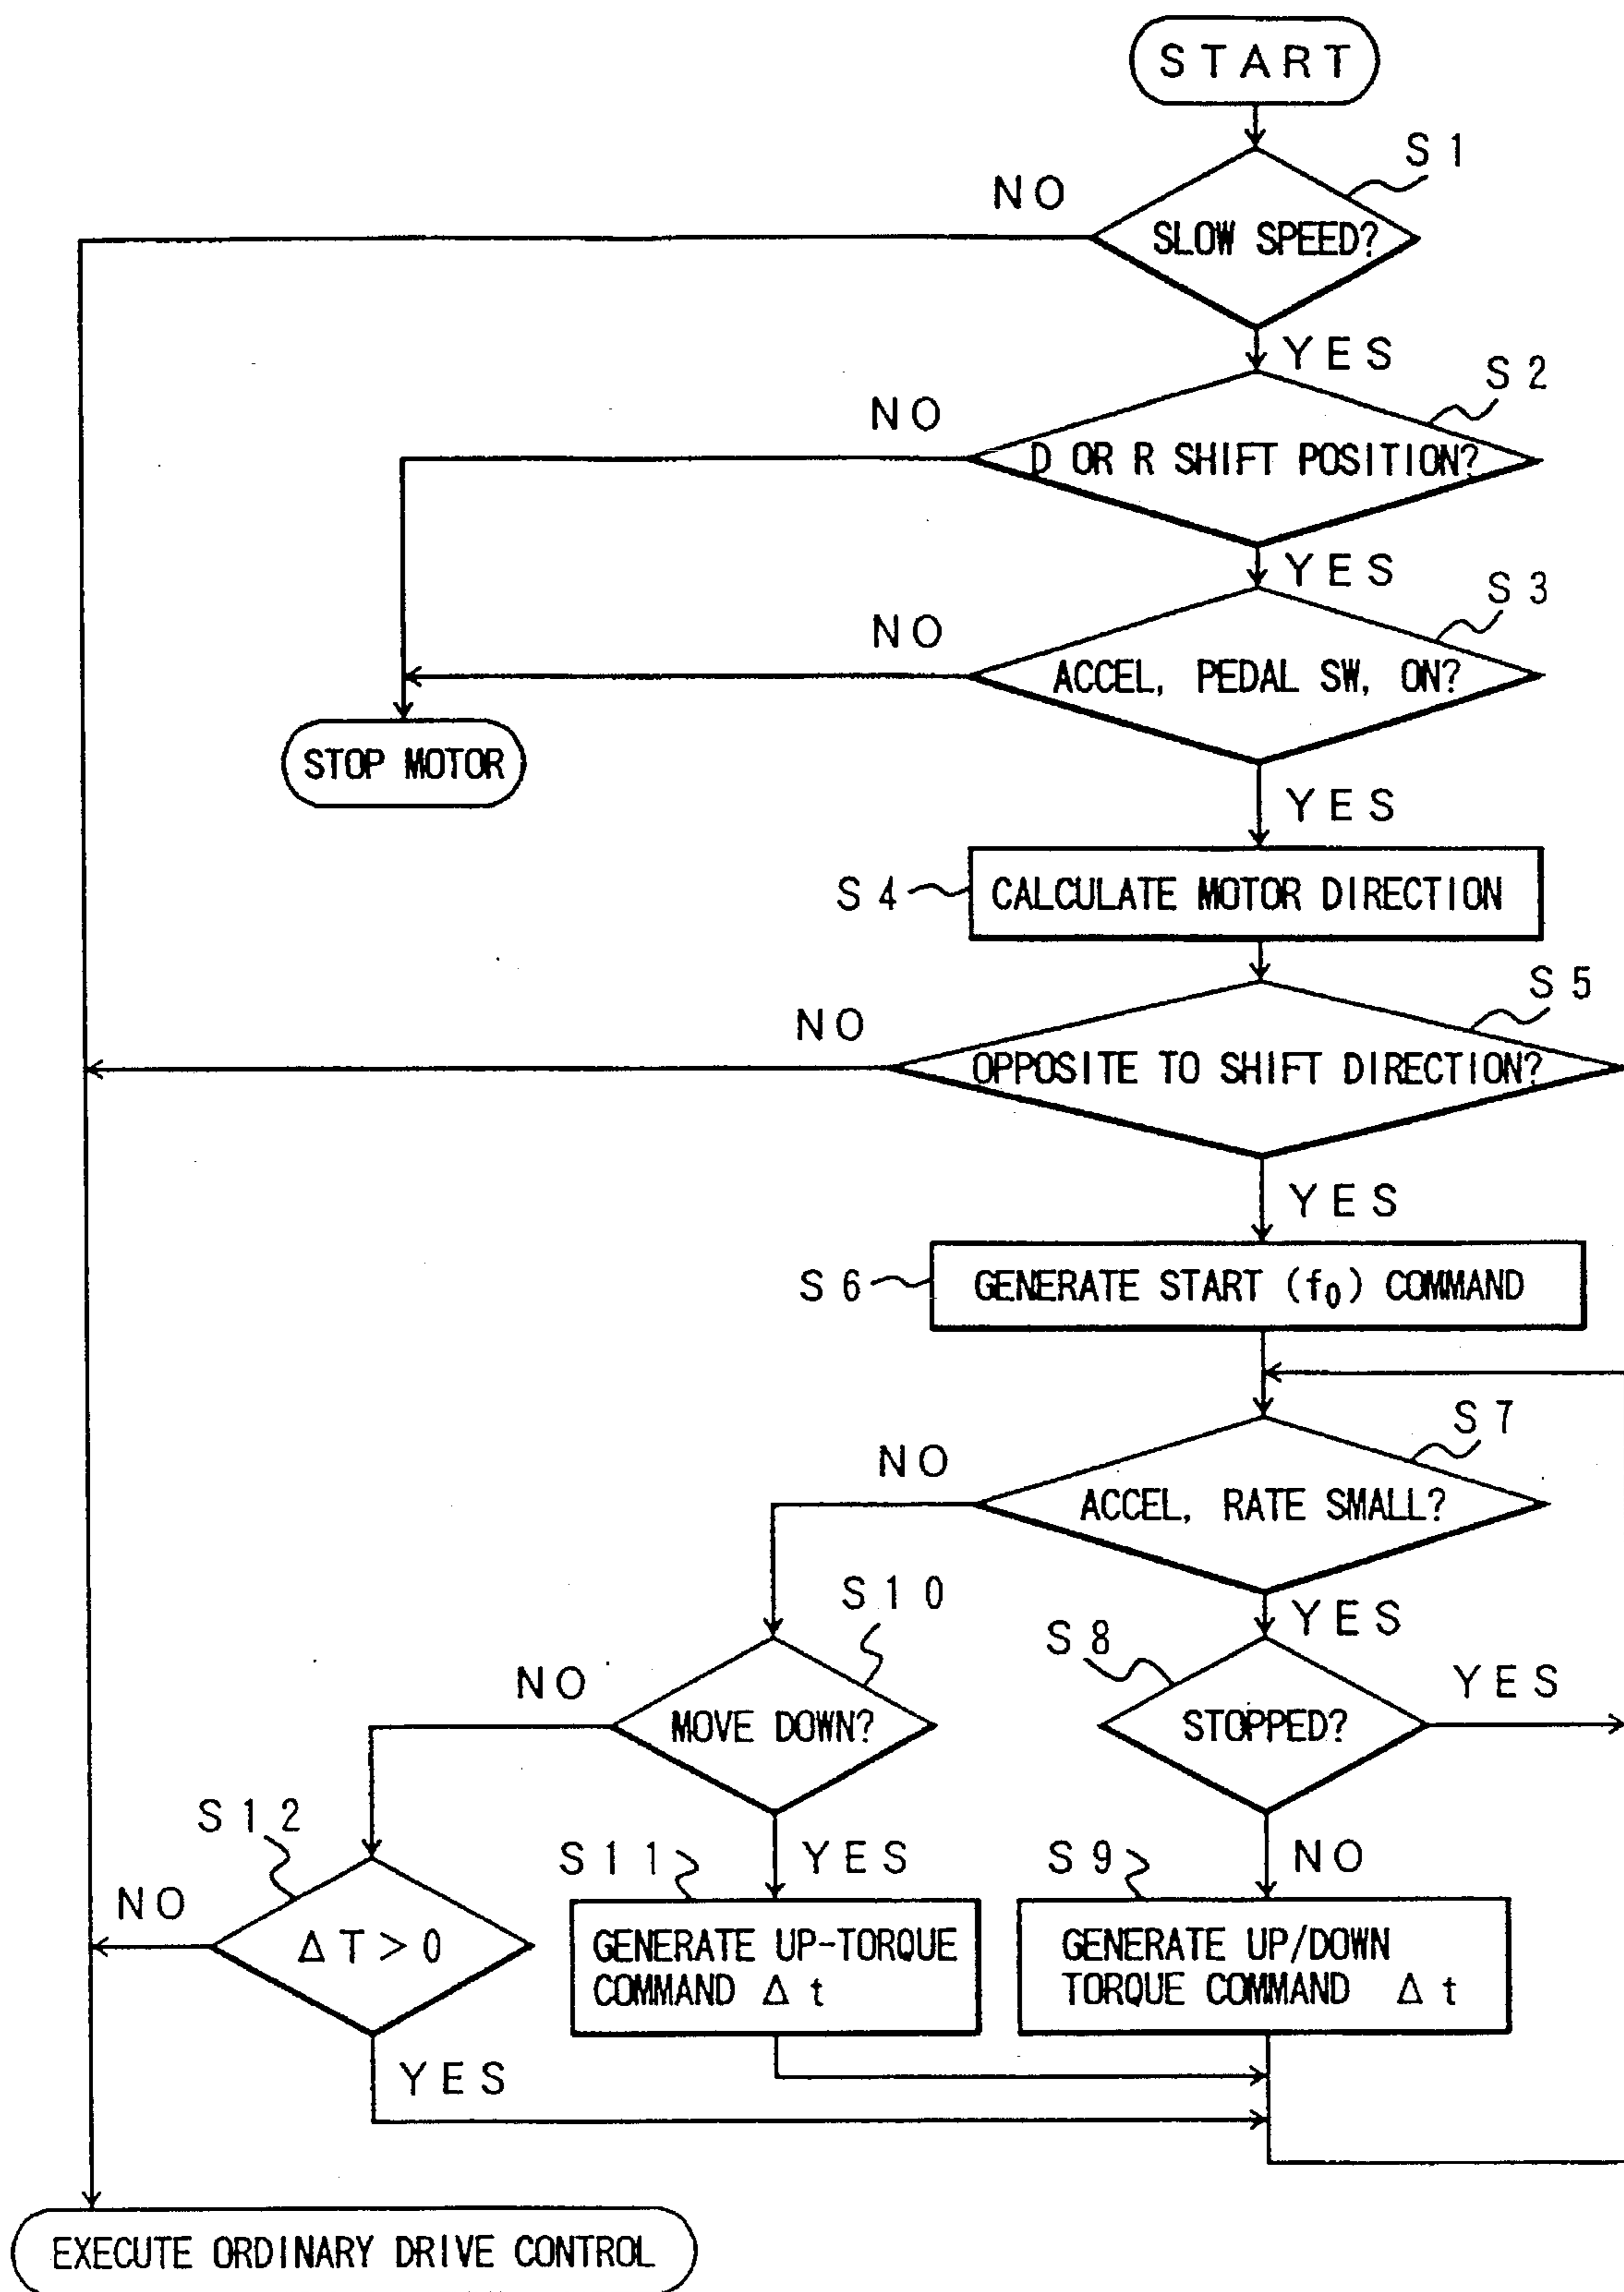 START
S1
NO
SLOW SPEED?
YES
S2
NO
D OR R SHIFT POSITION?
YES
S3
NO
ACCEL, PEDAL SW, ON?
STOP MOTOR
YES
S4
CALCULATE MOTOR DIRECTION
S5
NO
OPPOSITE TO SHIFT DIRECTION?
YES
S6
GENERATE START (f₀) COMMAND
S7
NO
ACCEL, RATE SMALL?
S10
YES
S8
NO
YES
MOVE DOWN?
STOPPED?
S12
S11
YES
S9
NO
NO
ΔT>0
GENERATE UP-TORQUE
COMMAND Δt
GENERATE UP/DOWN
TORQUE COMMAND Δt
YES
EXECUTE ORDINARY DRIVE CONTROL